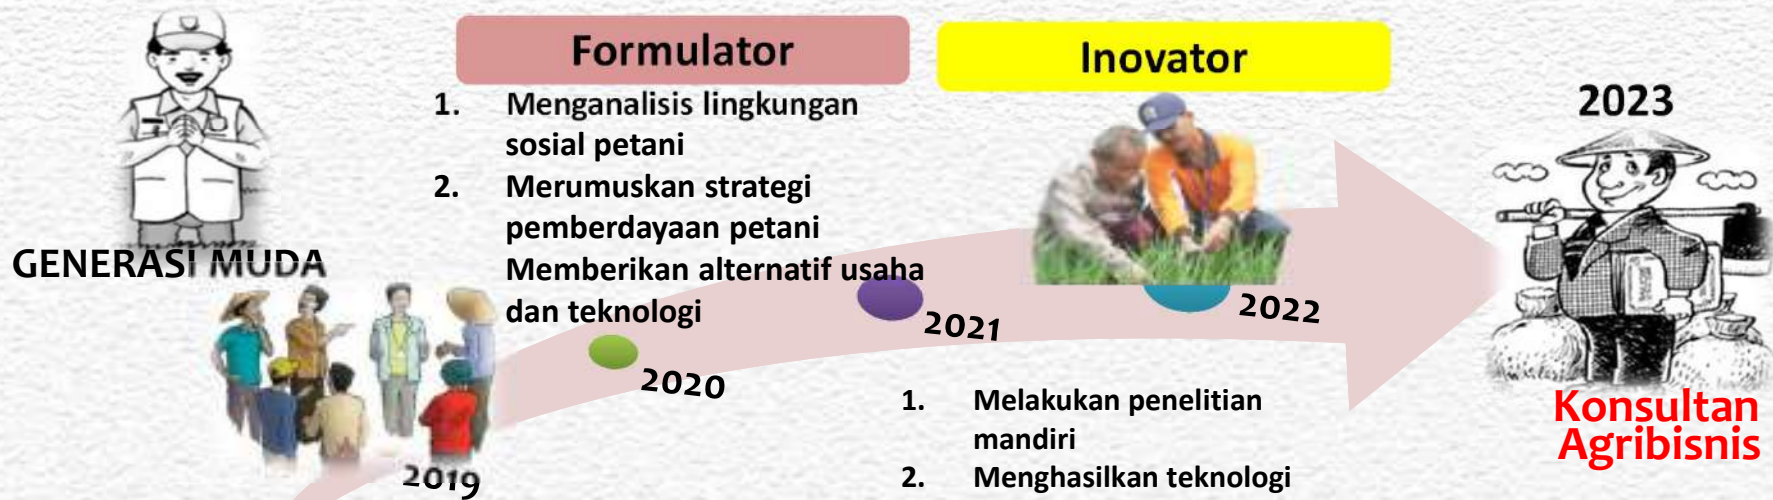 Formulator
1. Menganalisis lingkungan
sosial petani
2. Merumuskan strategi
pemberdayaan petani
Memberikan alternatif usaha
dan teknologi
Inovator
2023
GENERASI MUDA
2019
2020
2021
2022
1. Melakukan penelitian
mandiri
2. Menghasilkan teknologi
Konsultan
Agribisnis